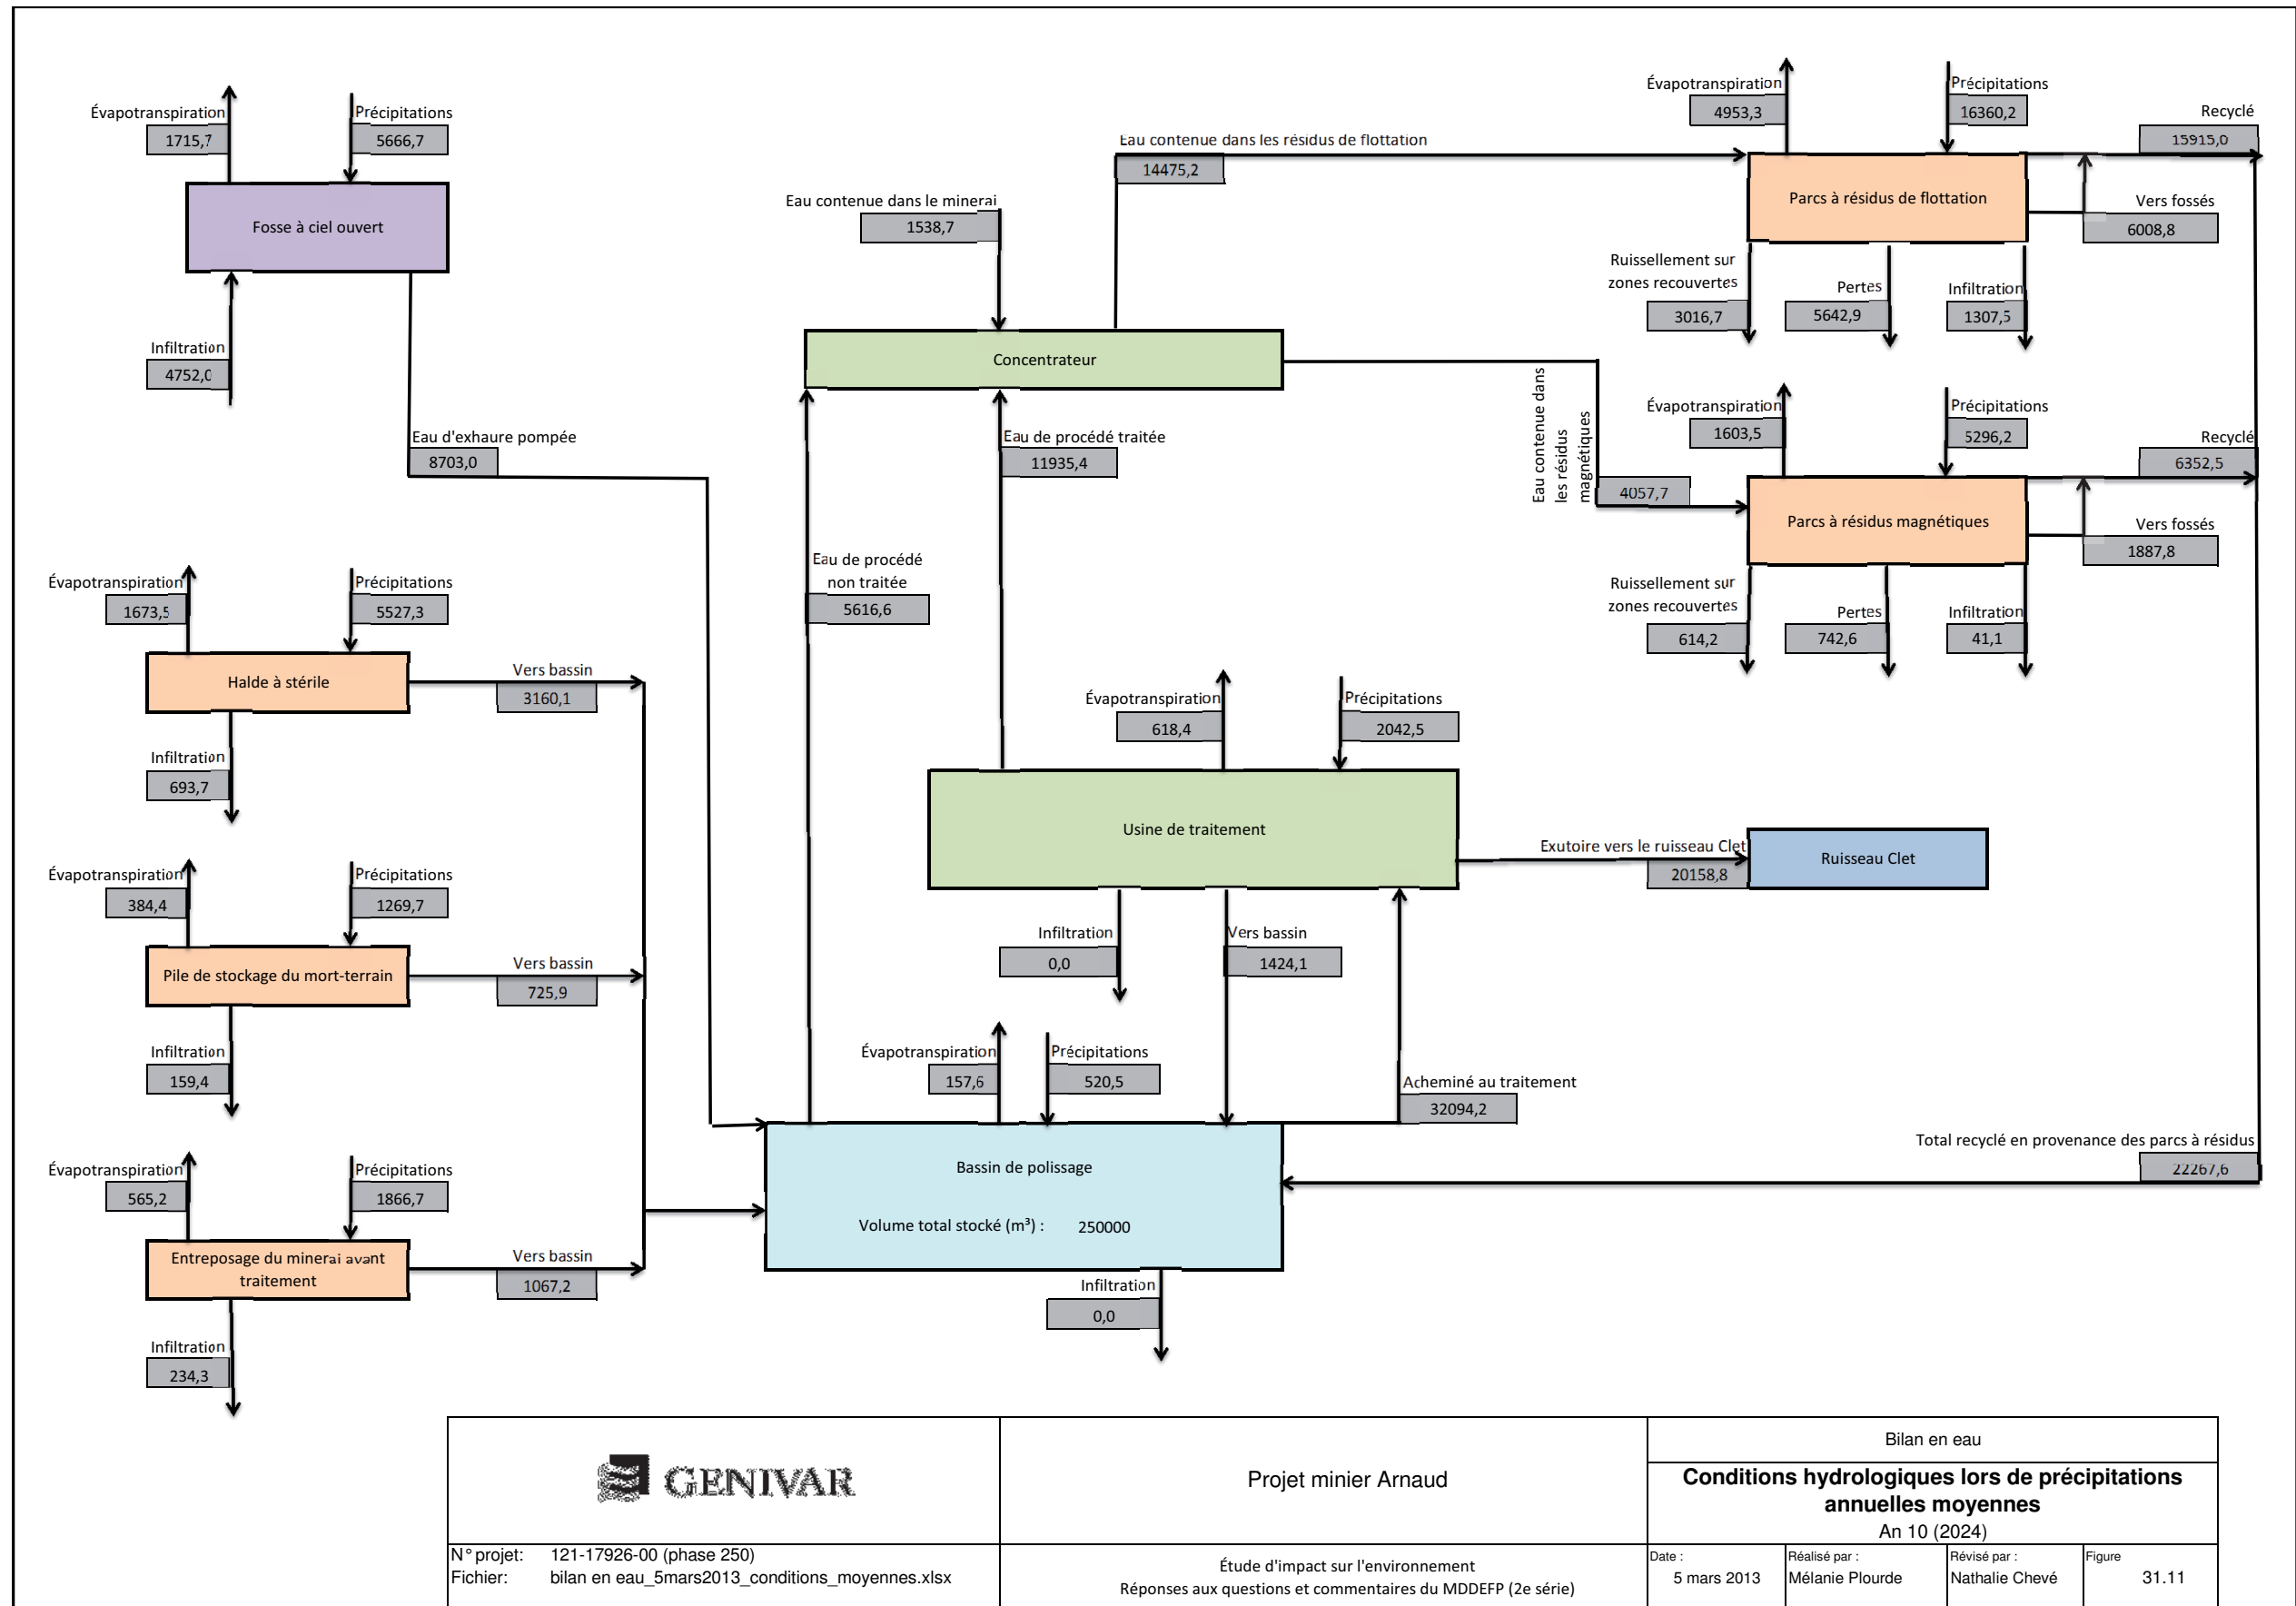 Évapotranspiration
1715,7
Précipitations
5666,7
Fosse à ciel ouvert
Infiltration
4752,0
Eau d'exhaure pompée
8703,0
Évapotranspiration
1673,5
Précipitations
5527,3
Halde à stérile
Vers bassin
3160,1
Infiltration
693,7
Évapotranspiration
384,4
Précipitations
1269,7
Pile de stockage du mort-terrain
Vers bassin
725,9
Infiltration
159,4
Évapotranspiration
565,2
Précipitations
1866,7
Entreposage du minerai avant
traitement
Vers bassin
1067,2
Infiltration
234,3
Eau contenue dans le minerai
1538,7
Eau contenue dans les résidus de flottation
14475,2
Concentrateur
Eau de procédé traitée
11935,4
Eau de procédé
non traitée
5616,6
Eau contenue dans
les résidus
magnétiques
4057,7
Évapotranspiration
618,4
Précipitations
2042,5
Usine de traitement
Exutoire vers le ruisseau Clet
20158,8
Ruisseau Clet
Infiltration
0,0
Vers bassin
1424,1
Évapotranspiration
157,6
Précipitations
520,5
Acheminé au traitement
32094,2
Bassin de polissage
Volume total stocké (m³) : 250000
Infiltration
0,0
Évapotranspiration
4953,3
Précipitations
16360,2
Recyclé
15915,0
Parcs à résidus de flottation
Vers fossés
6008,8
Ruissellement sur
zones recouvertes
3016,7
Pertes
5642,9
Infiltration
1307,5
Évapotranspiration
1603,5
Précipitations
5296,2
Recyclé
6352,5
Parcs à résidus magnétiques
Vers fossés
1887,8
Ruissellement sur
zones recouvertes
614,2
Pertes
742,6
Infiltration
41,1
Total recyclé en provenance des parcs à résidus
22267,6
GENIVAR
N° projet: 121-17926-00 (phase 250)
Fichier: bilan en eau_5mars2013_conditions_moyennes.xlsx
Projet minier Arnaud
Étude d'impact sur l'environnement
Réponses aux questions et commentaires du MDDEFP (2e série)
Bilan en eau
Conditions hydrologiques lors de précipitations
annuelles moyennes
An 10 (2024)
Date :
5 mars 2013
Réalisé par :
Mélanie Plourde
Révisé par :
Nathalie Chevé
Figure
31.11